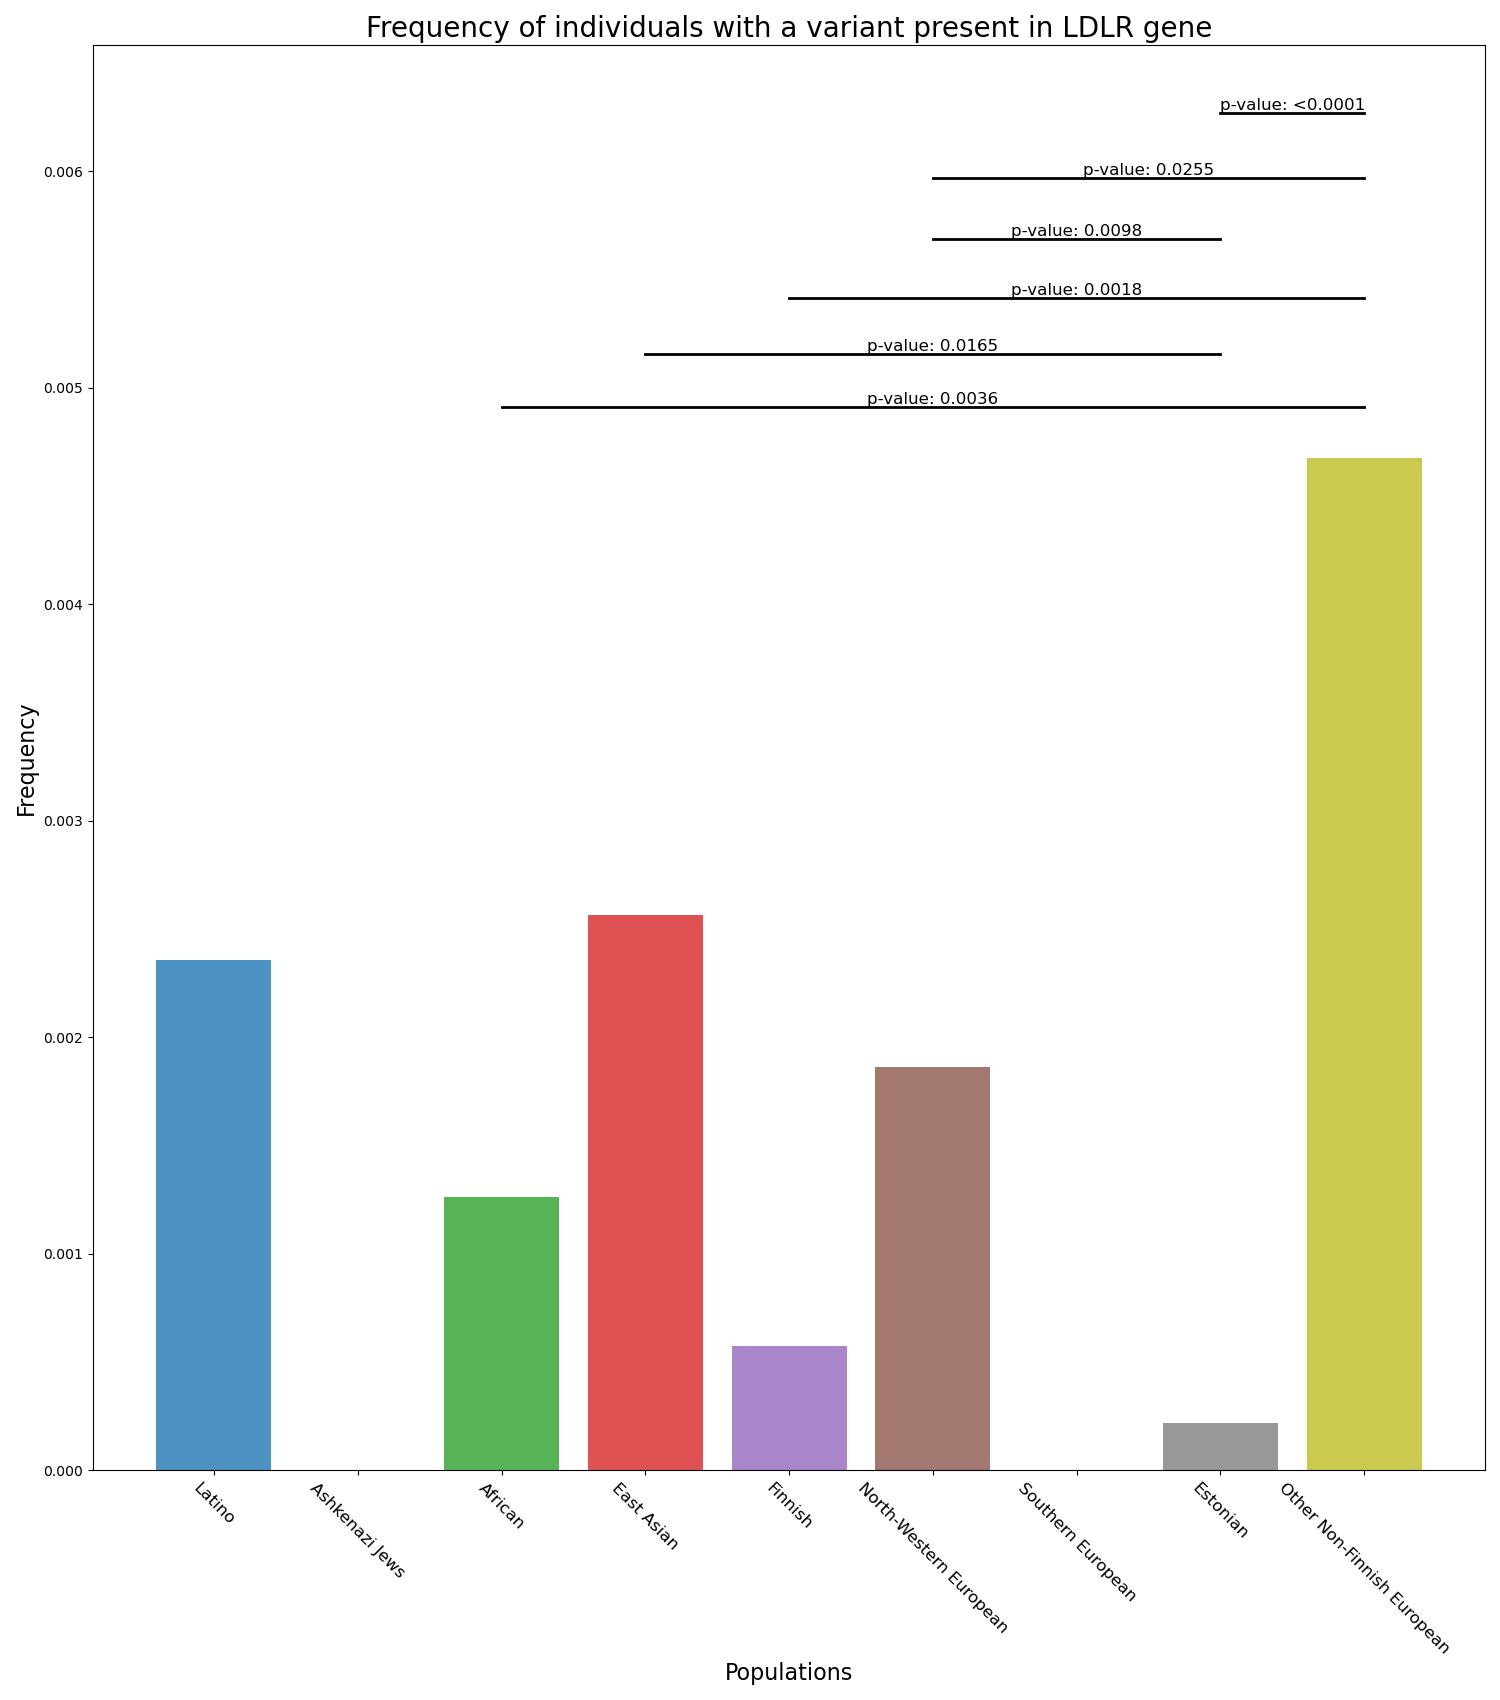 Frequency of individuals with a variant present in LDLR gene
p-value: <0.0001
p-value: 0.0255
p-value: 0.0098
p-value: 0.0018
p-value: 0.0165
p-value: 0.0036
0.006
0.005
0.004
0.003
0.002
0.001
0.000
Frequency
Latino
Ashkenazi Jews
African
East Asian
Finnish
North-Western European
Southern European
Estonian
Other Non-Finnish European
Populations